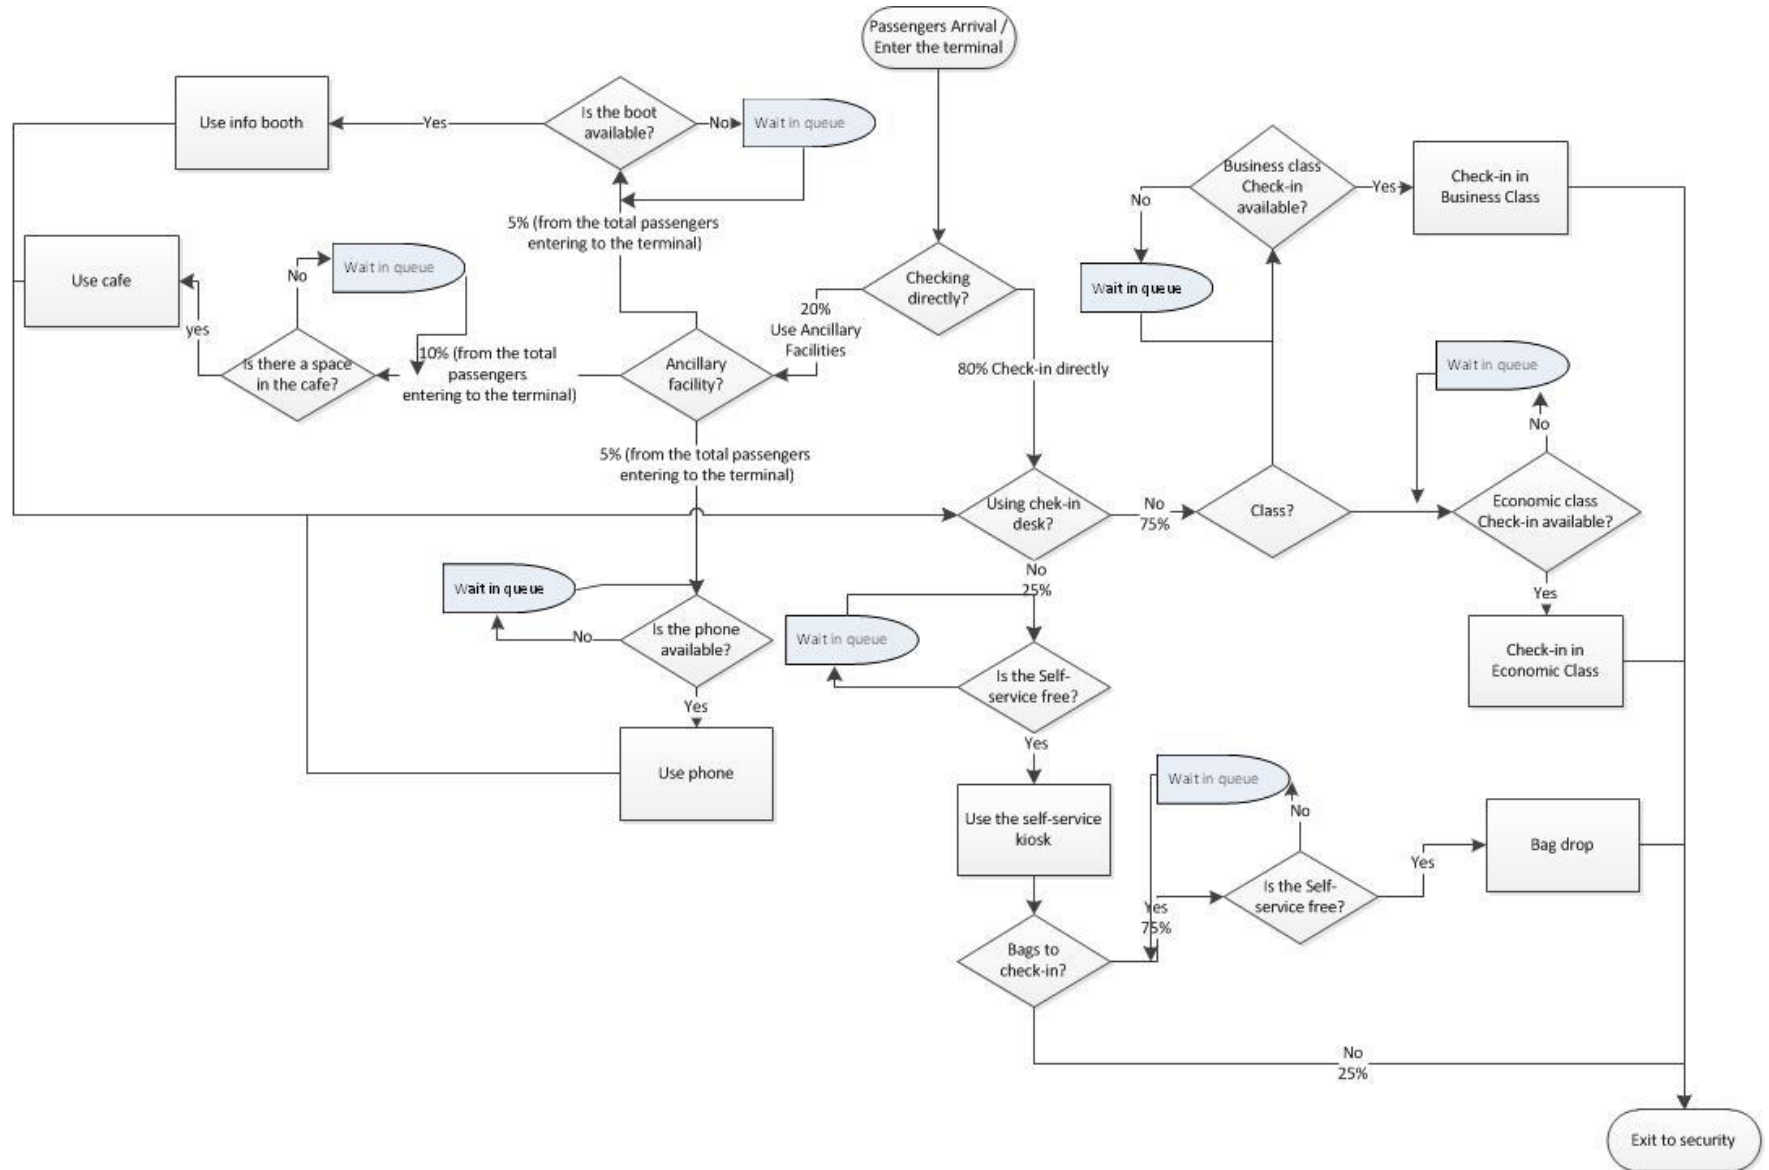 Passengers Arrival /
Enter the terminal
Use info booth
Yes
Is the boot
available?
No
Wait in queue
5% (from the total passengers
entering to the terminal)
Business class
Check-in
available?
No
Yes
Check-in in
Business Class
Wait in queue
Use cafe
yes
No
Wait in queue
Is there a space
in the cafe?
10% (from the total
passengers
entering to the terminal)
Ancillary
facility?
20%
Use Ancillary
Facilities
Checking
directly?
80% Check-in directly
Wait in queue
No
5% (from the total passengers
entering to the terminal)
Using chek-in
desk?
No
75%
Class?
Economic class
Check-in available?
Yes
Check-in in
Economic Class
No
25%
Wait in queue
No
Is the phone
available?
Yes
Use phone
Wait in queue
Is the Self-
service free?
Yes
Use the self-service
kiosk
Bags to
check-in?
Yes
75%
Wait in queue
No
Is the Self-
service free?
Yes
Bag drop
No
25%
Exit to security